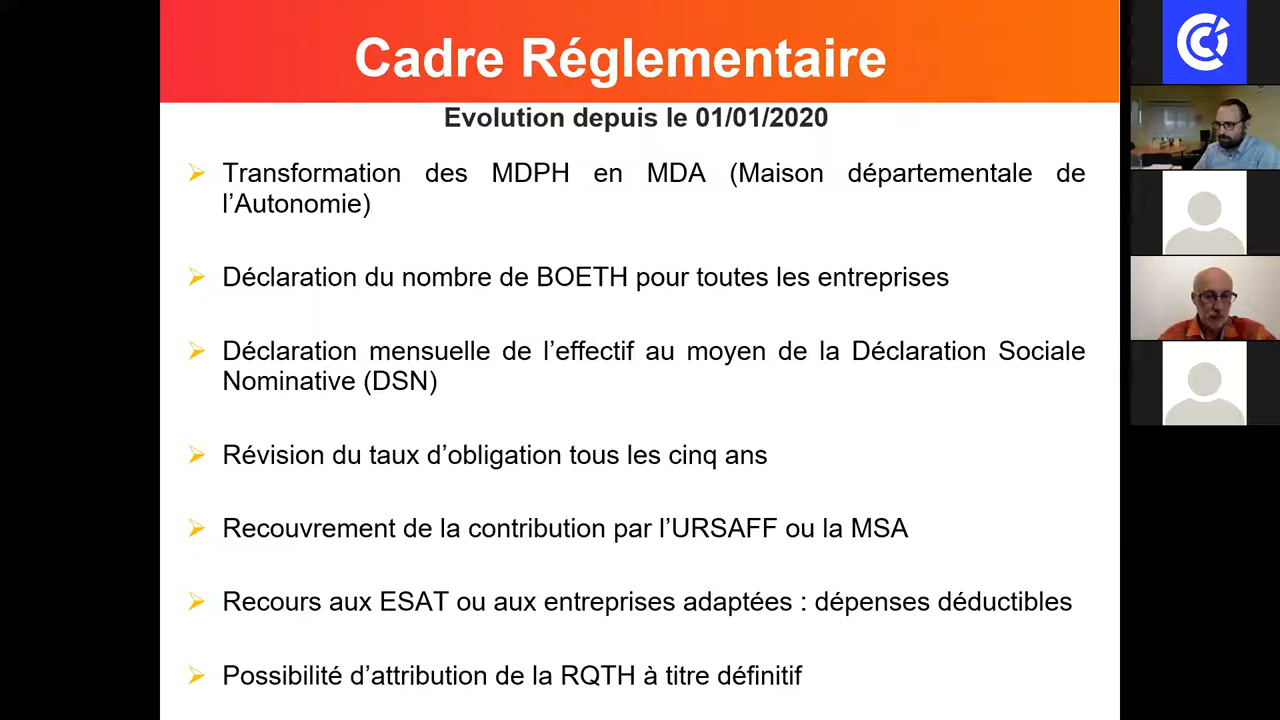 Cadre Réglementaire
Evolution depuis le 01/01/2020
Transformation des MDPH en MDA (Maison départementale de
l’Autonomie)
Déclaration du nombre de BOETH pour toutes les entreprises
Déclaration mensuelle de l’effectif au moyen de la Déclaration Sociale
Nominative (DSN)
Révision du taux d’obligation tous les cinq ans
Recouvrement de la contribution par l’URSAFF ou la MSA
Recours aux ESAT ou aux entreprises adaptées : dépenses déductibles
Possibilité d’attribution de la RQTH à titre définitif